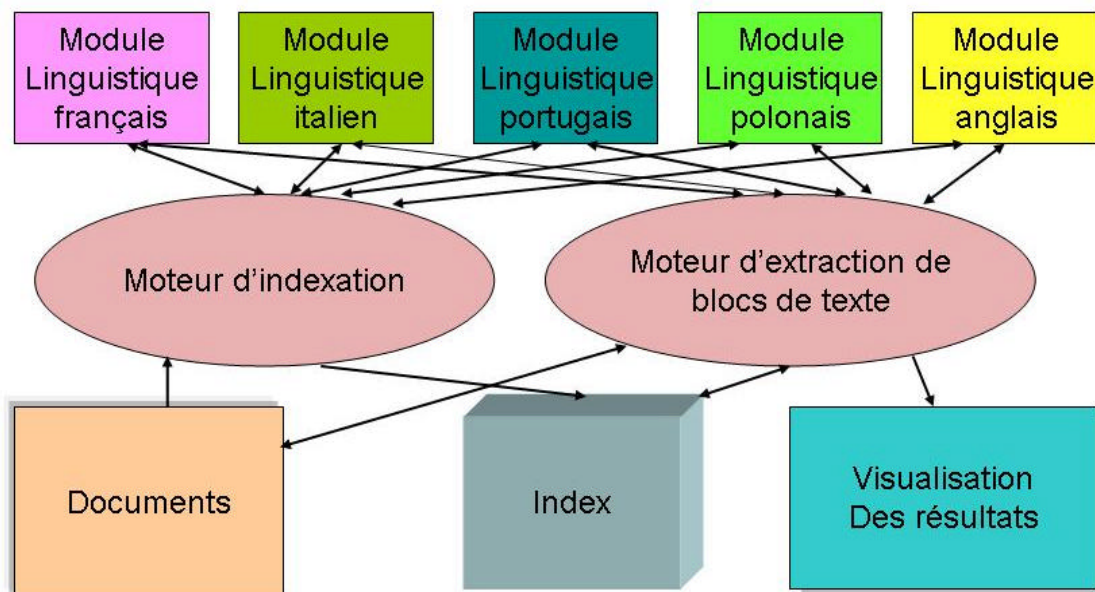 Module
Linguistique
français
Module
Linguistique
italien
Module
Linguistique
portugais
Module
Linguistique
polonais
Module
Linguistique
anglais
Moteur d'indexation
Moteur d'extraction de
blocs de texte
Documents
Index
Visualisation
Des résultats